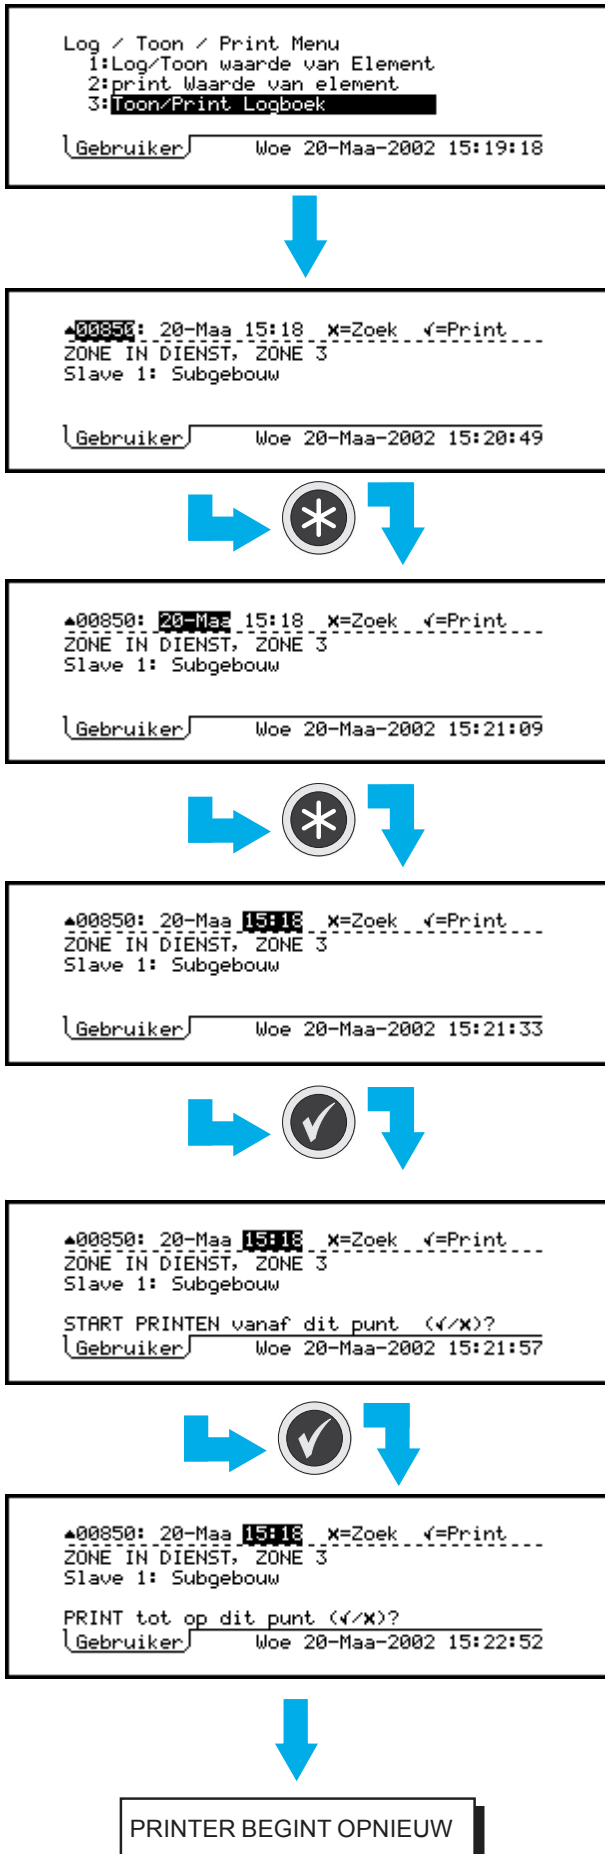 Log / Toon / Print Menu
1:Log/Toon waarde van Element
2:print Waarde van element
3:Toon/Print Logboek
Gebruiker Woe 20-Maa-2002 15:19:18
▲00850: 20-Maa 15:18 x=Zoek √=Print
ZONE IN DIENST, ZONE 3
Slave 1: Subgebouw
Gebruiker Woe 20-Maa-2002 15:20:49
▲00850: 20-Maa 15:18 x=Zoek √=Print
ZONE IN DIENST, ZONE 3
Slave 1: Subgebouw
Gebruiker Woe 20-Maa-2002 15:21:09
▲00850: 20-Maa 15:18 x=Zoek √=Print
ZONE IN DIENST, ZONE 3
Slave 1: Subgebouw
Gebruiker Woe 20-Maa-2002 15:21:33
▲00850: 20-Maa 15:18 x=Zoek √=Print
ZONE IN DIENST, ZONE 3
Slave 1: Subgebouw
START PRINTEN vanaf dit punt (√/x)?
Gebruiker Woe 20-Maa-2002 15:21:57
▲00850: 20-Maa 15:18 x=Zoek √=Print
ZONE IN DIENST, ZONE 3
Slave 1: Subgebouw
PRINT tot op dit punt (√/x)?
Gebruiker Woe 20-Maa-2002 15:22:52
PRINTER BEGINT OPNIEUW